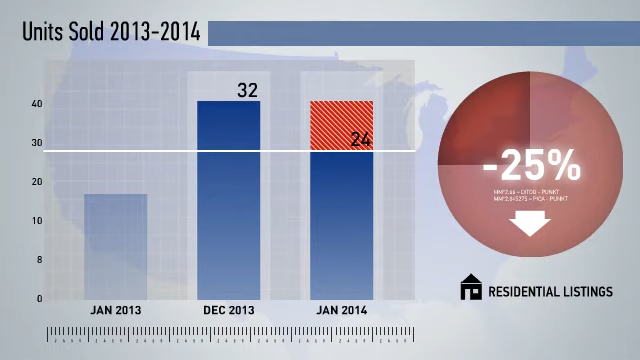 Units Sold 2013-2014
40
30
20
10
8
0
32
24
JAN 2013
DEC 2013
JAN 2014
-25%
RESIDENTIAL LISTINGS